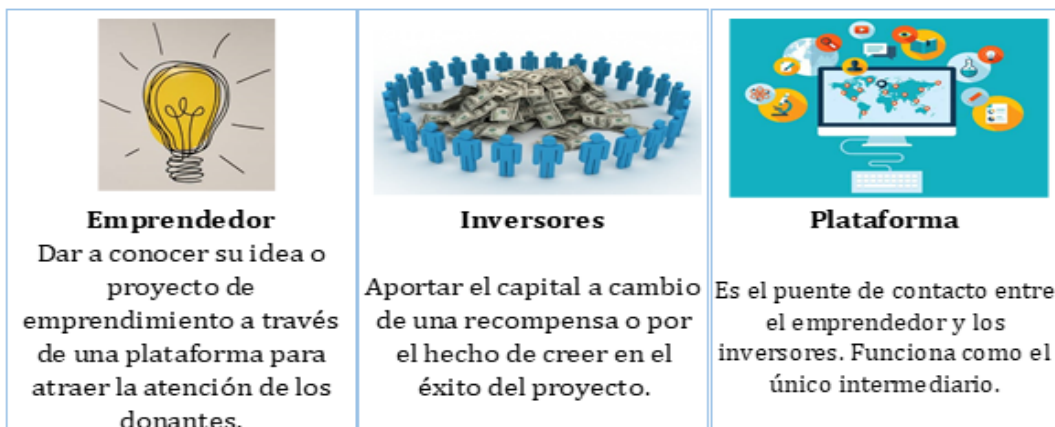 Emprendedor
Dar a conocer su idea o
proyecto de
emprendimiento a través
de una plataforma para
atraer la atención de los
donantes.
Inversores
Aportar el capital a cambio
de una recompensa o por
el hecho de creer en el
éxito del proyecto.
Plataforma
Es el puente de contacto entre
el emprendedor y los
inversores. Funciona como el
único intermediario.